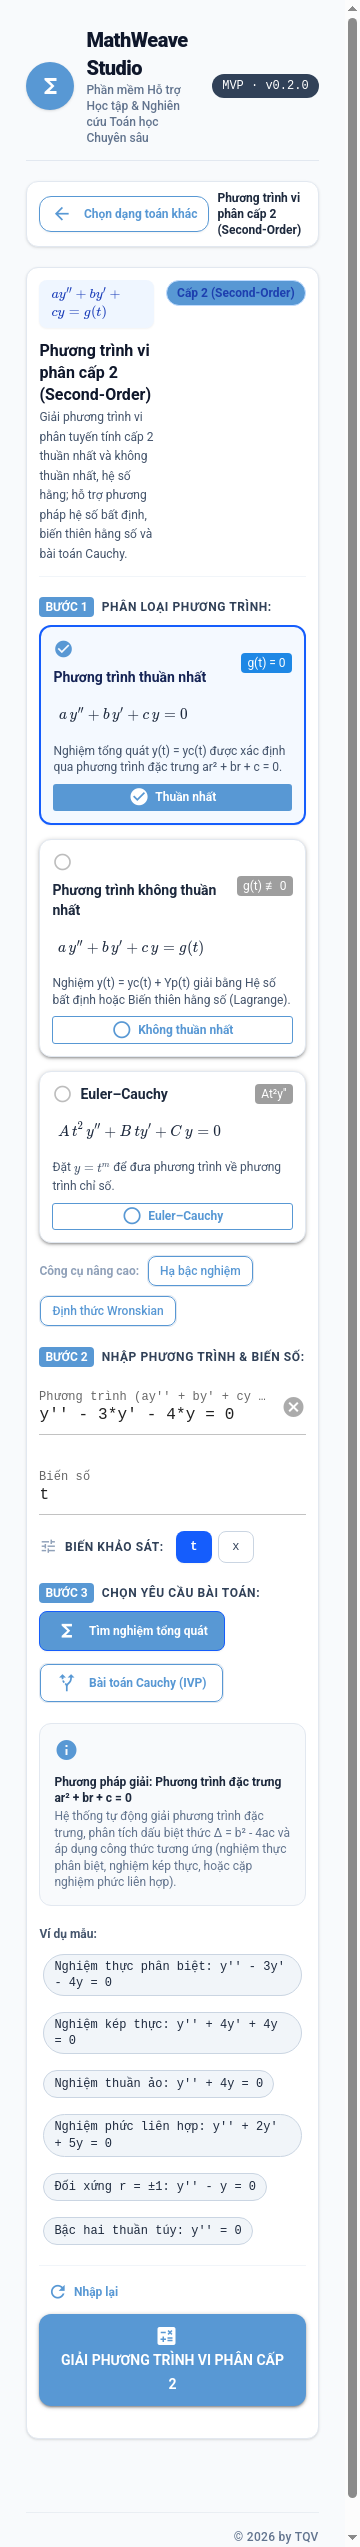 MathWeave
Studio
Phần mềm Hỗ trợ
Học tập & Nghiên
cứu Toán học
Chuyên sâu
MVP · v0.2.0
Chọn dạng toán khác
Phương trình vi
phân cấp 2
(Second-Order)
ay′′ + by′ +
cy = g(t)
Cấp 2 (Second-Order)
Phương trình vi
phân cấp 2
(Second-Order)
Giải phương trình vi
phân tuyến tính cấp 2
thuần nhất và không
thuần nhất, hệ số
hằng; hỗ trợ phương
pháp hệ số bất định,
biến thiên hằng số và
bài toán Cauchy.
BƯỚC 1 PHÂN LOẠI PHƯƠNG TRÌNH:
g(t) = 0
Phương trình thuần nhất
a y′′ + b y′ + c y = 0
Nghiệm tổng quát y(t) = yc(t) được xác định
qua phương trình đặc trưng ar² + br + c = 0.
Thuần nhất
Phương trình không thuần
nhất
g(t) ≢ 0
a y′′ + b y′ + c y = g(t)
Nghiệm y(t) = yc(t) + Yp(t) giải bằng Hệ số
bất định hoặc Biến thiên hằng số (Lagrange).
Không thuần nhất
Euler–Cauchy
At²y″
A t² y′′ + B ty′ + C y = 0
Đặt y = tᵐ để đưa phương trình về phương
trình chỉ số.
Euler–Cauchy
Công cụ nâng cao: Hạ bậc nghiệm
Định thức Wronskian
BƯỚC 2 NHẬP PHƯƠNG TRÌNH & BIẾN SỐ:
Phương trình (ay'' + by' + cy …
y'' - 3*y' - 4*y = 0
Biến số
t
BIẾN KHẢO SÁT: t x
BƯỚC 3 CHỌN YÊU CẦU BÀI TOÁN:
Tìm nghiệm tổng quát
Bài toán Cauchy (IVP)
Phương pháp giải: Phương trình đặc trưng
ar² + br + c = 0
Hệ thống tự động giải phương trình đặc
trưng, phân tích dấu biệt thức Δ = b² - 4ac và
áp dụng công thức tương ứng (nghiệm thực
phân biệt, nghiệm kép thực, hoặc cặp
nghiệm phức liên hợp).
Ví dụ mẫu:
Nghiệm thực phân biệt: y'' - 3y'
- 4y = 0
Nghiệm kép thực: y'' + 4y' + 4y
= 0
Nghiệm thuần ảo: y'' + 4y = 0
Nghiệm phức liên hợp: y'' + 2y'
+ 5y = 0
Đối xứng r = ±1: y'' - y = 0
Bậc hai thuần túy: y'' = 0
Nhập lại
GIẢI PHƯƠNG TRÌNH VI PHÂN CẤP
2
© 2026 by TQV